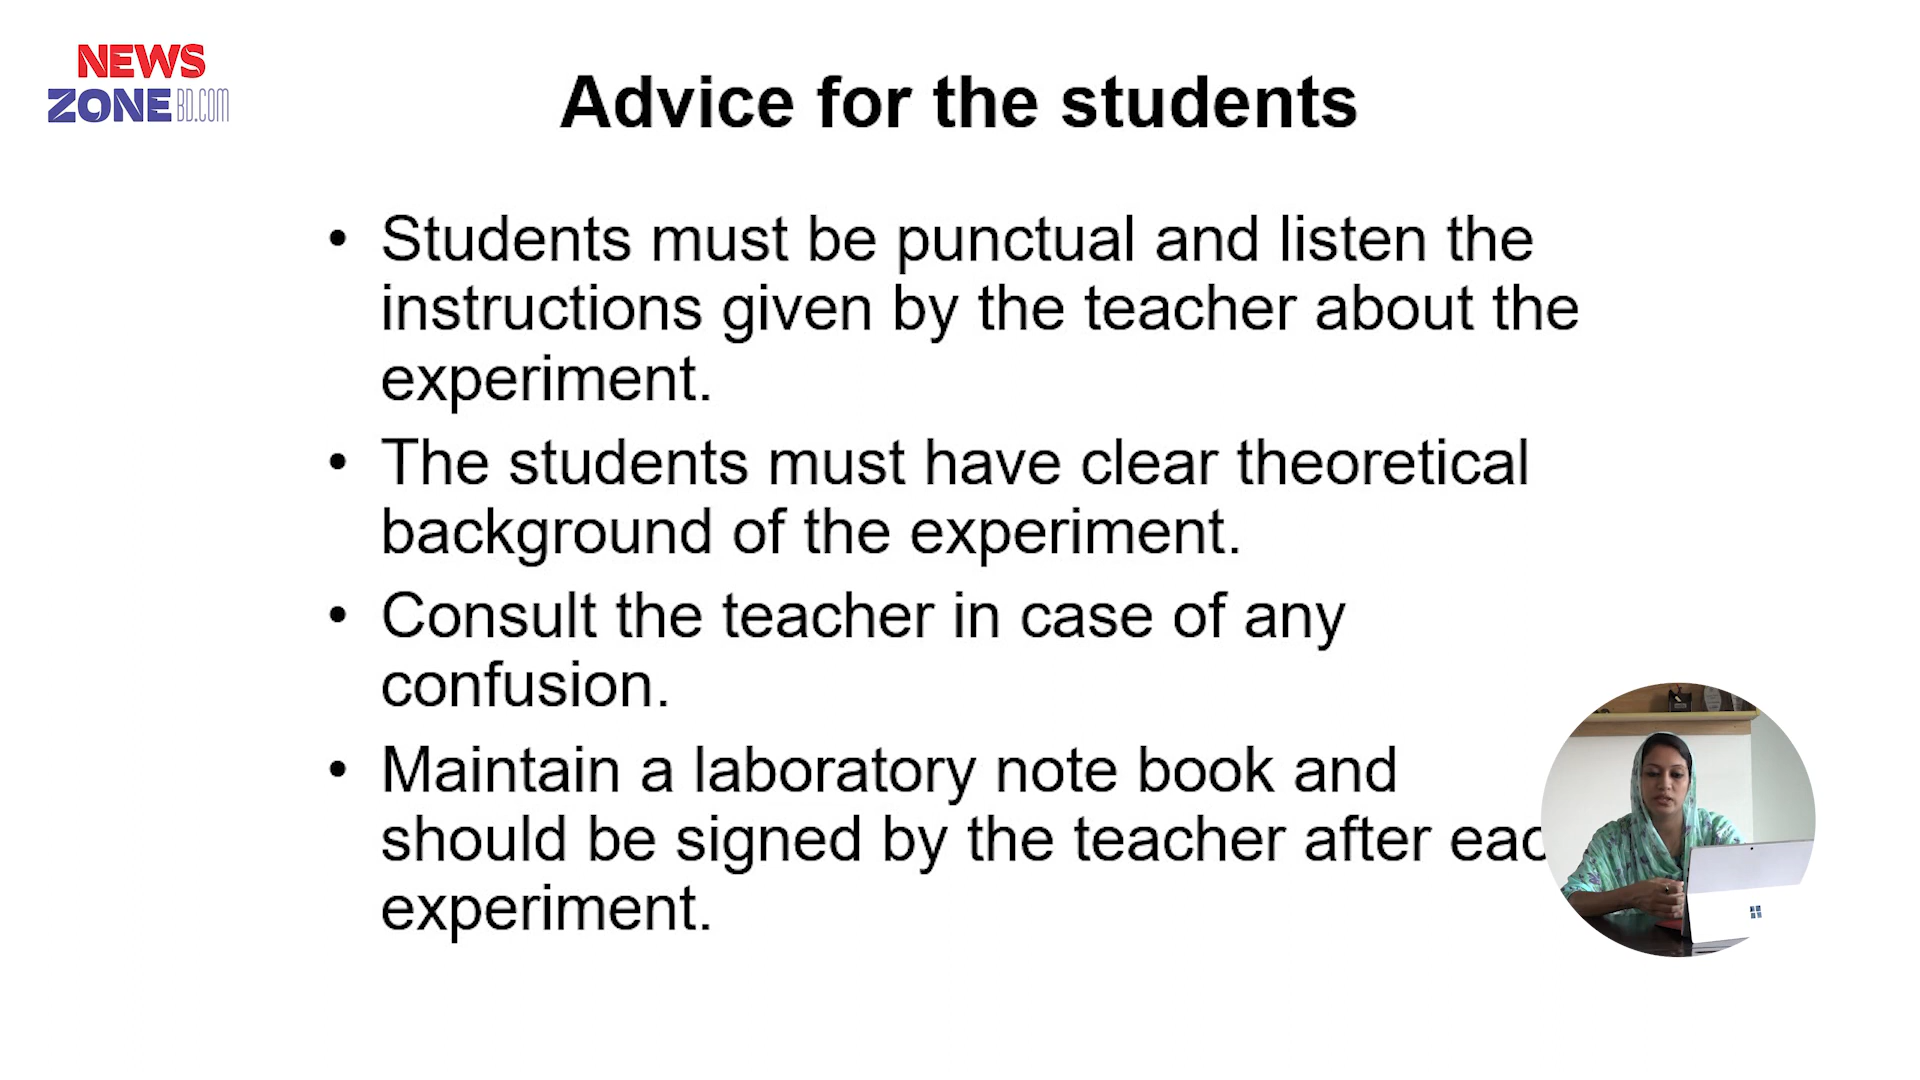 NEWS
ZONE BD.COM
Advice for the students
• Students must be punctual and listen the
instructions given by the teacher about the
experiment.
• The students must have clear theoretical
background of the experiment.
• Consult the teacher in case of any
confusion.
• Maintain a laboratory note book and
should be signed by the teacher after
experiment.